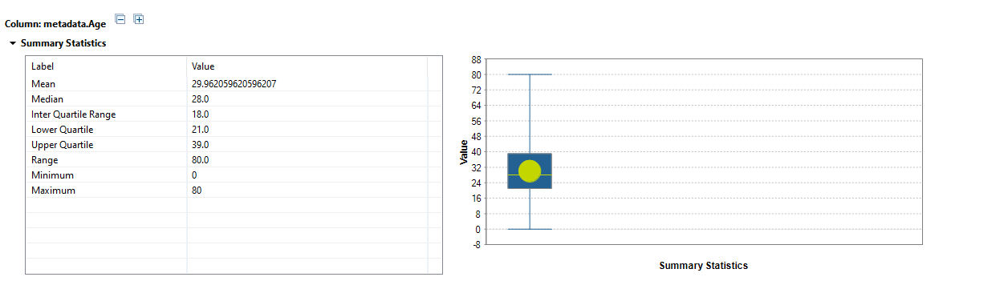 Column: metadata.Age
Summary Statistics
Label Value
Mean 29.962059620596207
Median 28.0
Inter Quartile Range 18.0
Lower Quartile 21.0
Upper Quartile 39.0
Range 80.0
Minimum 0
Maximum 80
88
80
72
64
56
48
40
32
24
16
8
0
-8
Value
Summary Statistics